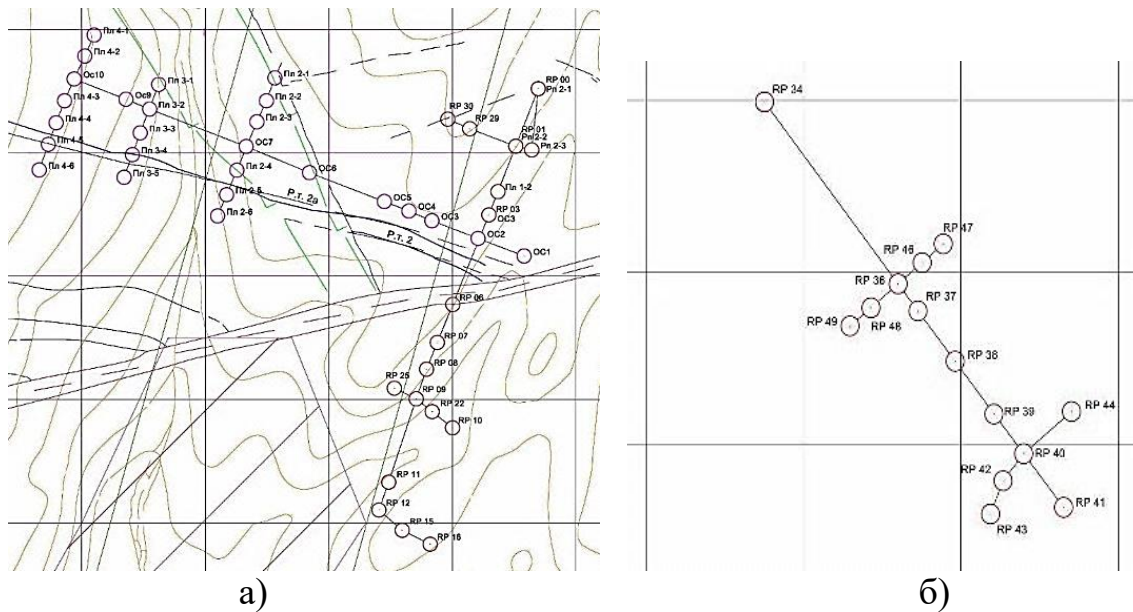 Пл 4-1
Пл 4-2
Ос10
Пл 4-3
Пл 4-4
Пл 4-5
Пл 4-6
Ос9
Пл 3-1
Пл 3-2
Пл 3-3
Пл 3-4
Пл 3-5
Пл 2-1
Пл 2-2
Пл 2-3
ОС7
Пл 2-4
Пл 2-5
Пл 2-6
ОС6
ОС5
ОС4
ОС3
ОС2
ОС1
Р.т. 2а
Р.т. 2
RP 00
Рл 2-1
RP 30
RP 29
RP 01
Рл 2-2
Рл 2-3
Пл 1-2
RP 03
ОС3
RP 06
RP 07
RP 08
RP 25
RP 09
RP 22
RP 10
RP 11
RP 12
RP 15
RP 16
а)
RP 34
RP 47
RP 46
RP 36
RP 37
RP 49
RP 48
RP 38
RP 39
RP 44
RP 40
RP 42
RP 43
RP 41
б)